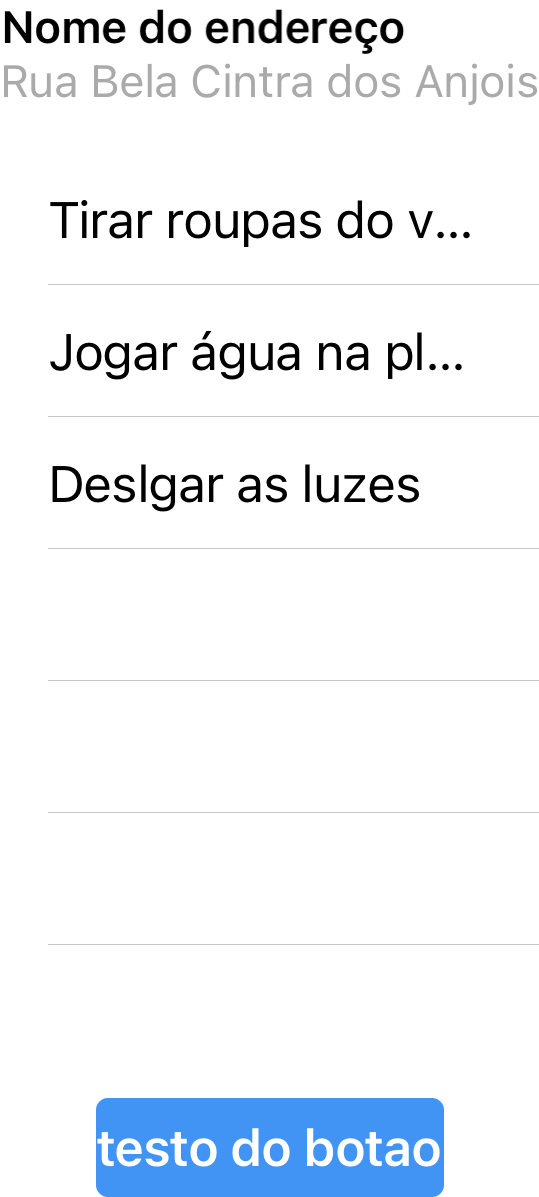 Nome do endereço
Rua Bela Cintra dos Anjois
Tirar roupas do v...
Jogar água na pl...
Deslgar as luzes
testo do botao